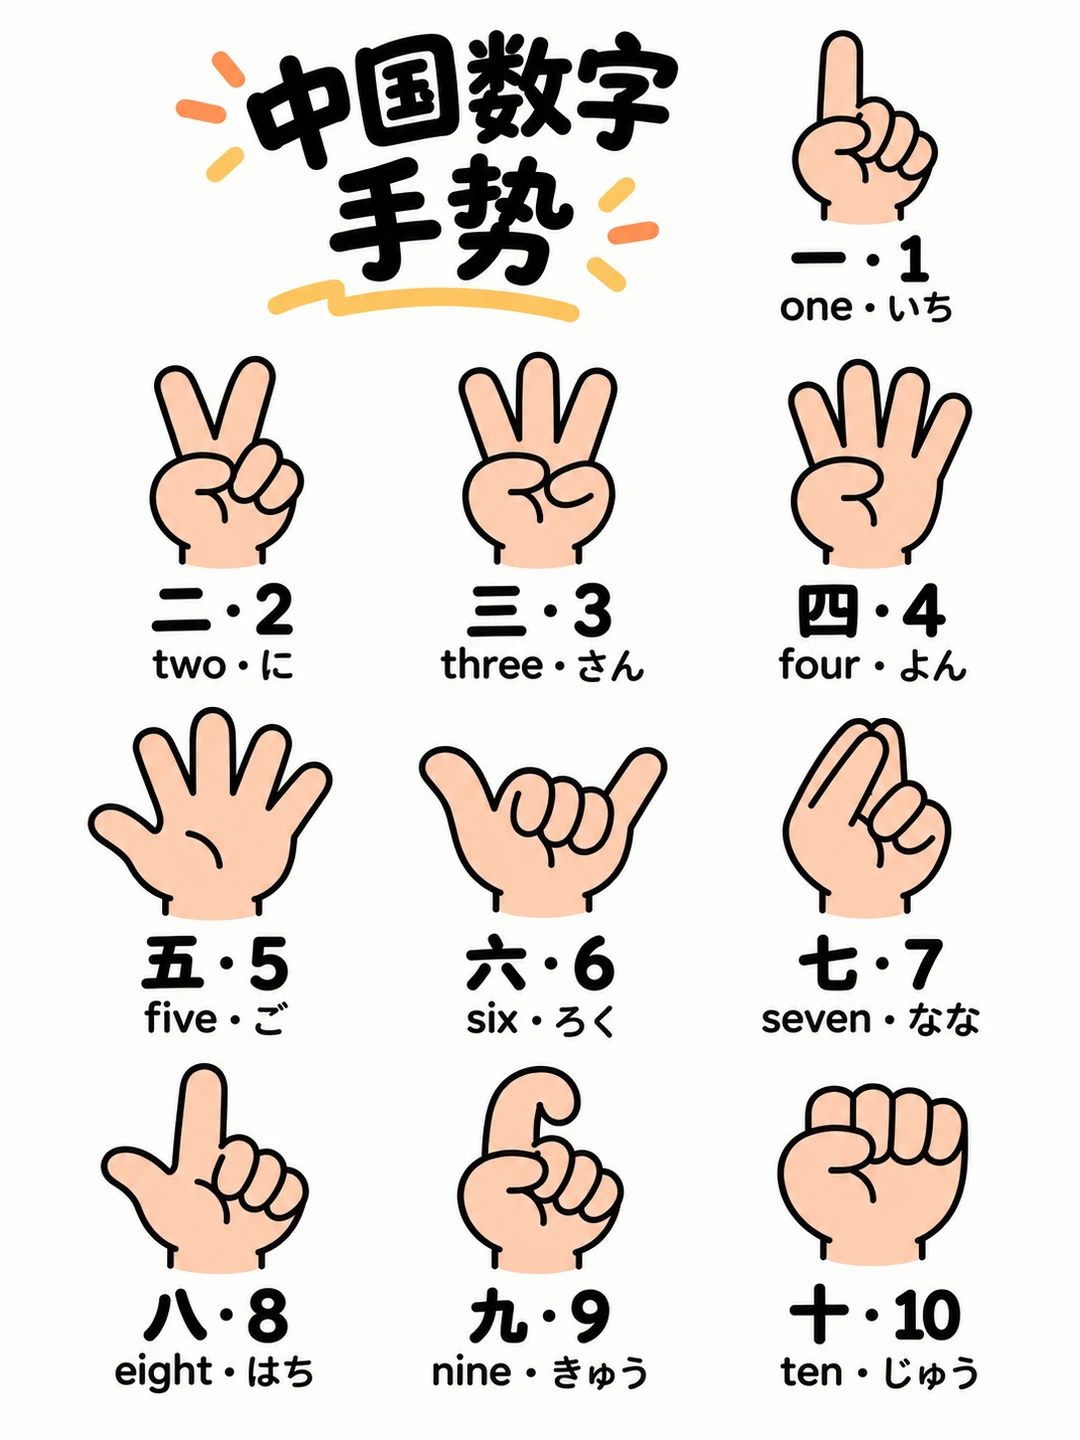 中国数字
手势
一·1
one·いち
二·2
two·に
三·3
three·さん
四·4
four·よん
五·5
five·ご
六·6
six·ろく
七·7
seven·なな
八·8
eight·はち
九·9
nine·きゅう
十·10
ten·じゅう